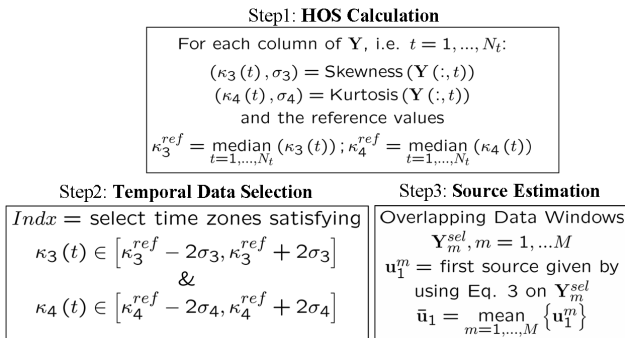 Step1: HOS Calculation
For each column of Y, i.e. t = 1, ..., N_t:
(κ_3 (t) , σ_3) = Skewness (Y (:, t))
(κ_4 (t) , σ_4) = Kurtosis (Y (:, t))
and the reference values
κ_3^{ref} = median_{t=1,...,N_t} (κ_3 (t)) ; κ_4^{ref} = median_{t=1,...,N_t} (κ_4 (t))
Step2: Temporal Data Selection
Indx = select time zones satisfying
κ_3 (t) ∈ [κ_3^{ref} − 2σ_3, κ_3^{ref} + 2σ_3]
&
κ_4 (t) ∈ [κ_4^{ref} − 2σ_4, κ_4^{ref} + 2σ_4]
Step3: Source Estimation
Overlapping Data Windows
Y_m^{sel}, m = 1, ...M
u_1^m = first source given by
using Eq. 3 on Y_m^{sel}
ū_1 = mean_{m=1,...,M} {u_1^m}